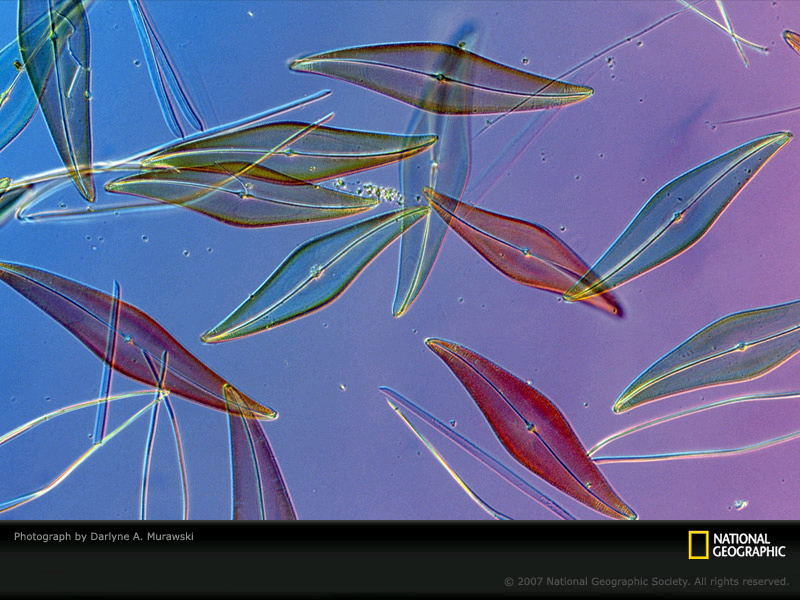 Photograph by Darlyne A. Murawski
NATIONAL
GEOGRAPHIC
© 2007 National Geographic Society. All rights reserved.